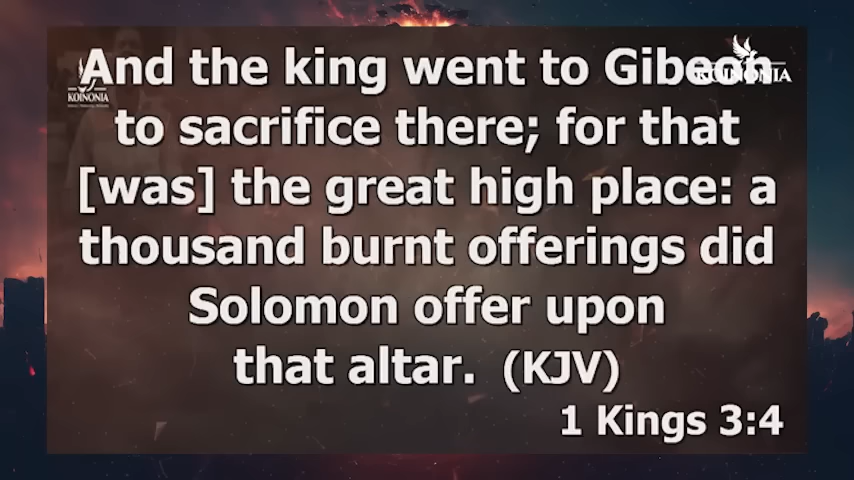 And the king went to Gibeon
to sacrifice there; for that
[was] the great high place: a
thousand burnt offerings did
Solomon offer upon
that altar. (KJV)
1 Kings 3:4
KOINONIA
KOINONIA